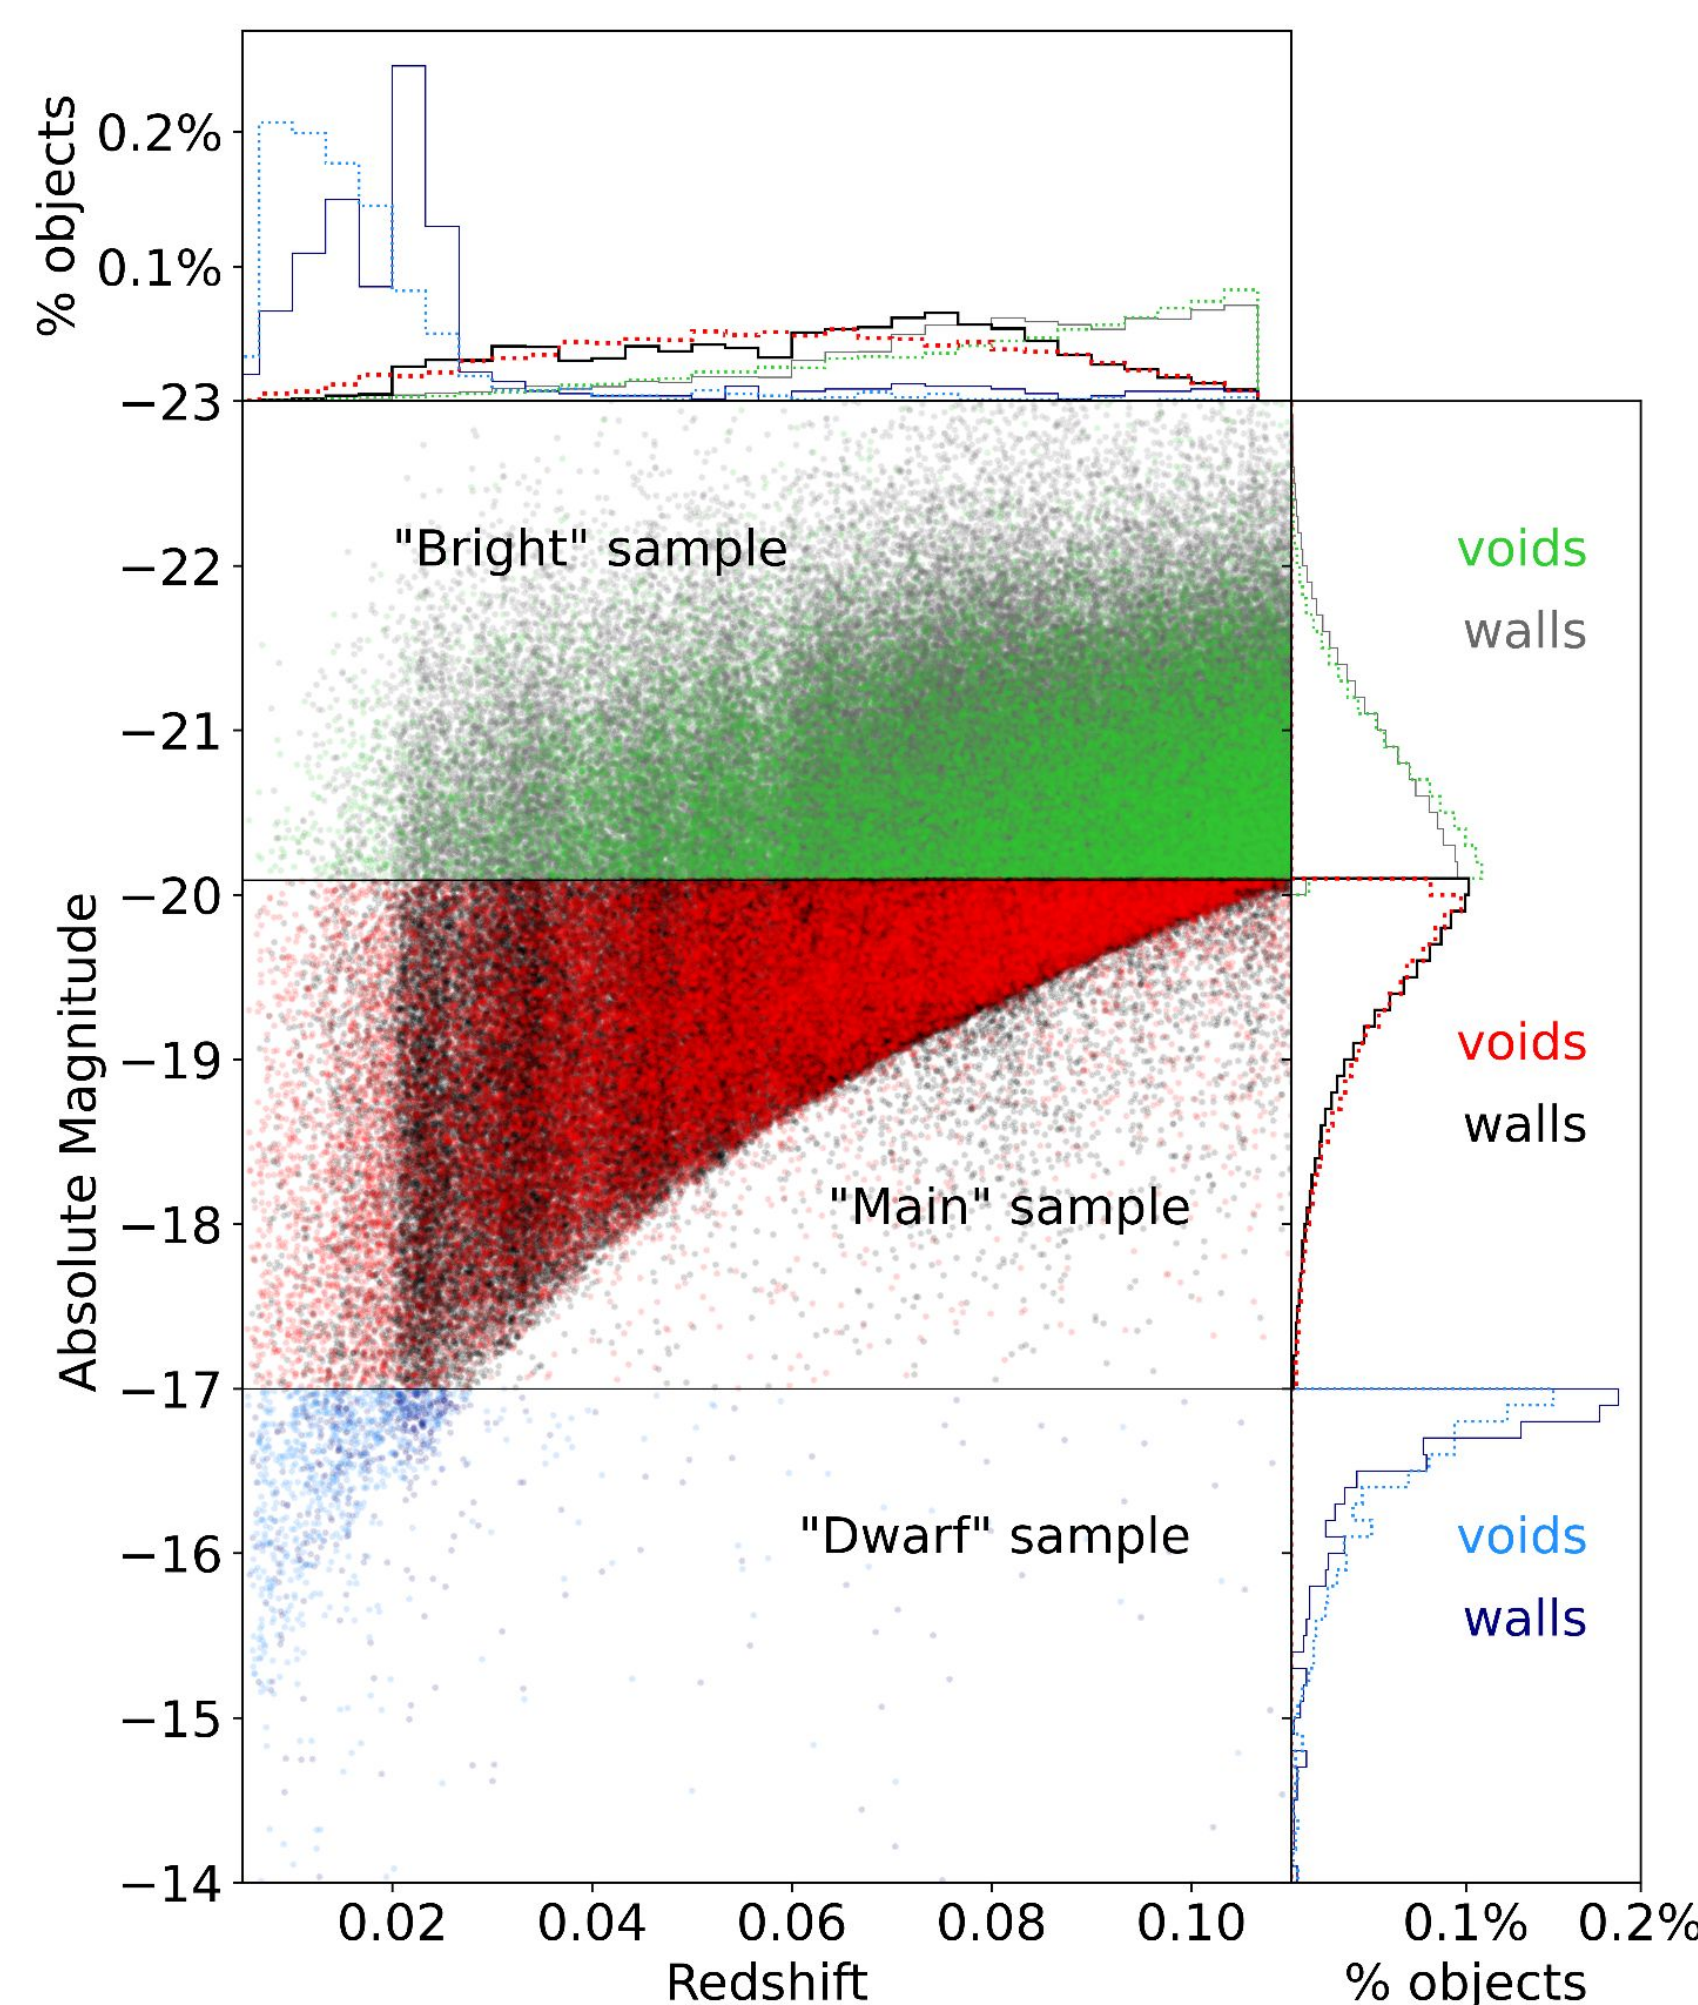 % objects
0.2%
0.1%
−23
"Bright" sample
voids
−22
walls
−21
−20
Absolute Magnitude
voids
−19
walls
"Main" sample
−18
−17
"Dwarf" sample
voids
−16
walls
−15
−14
0.02 0.04 0.06 0.08 0.10 0.1% 0.2%
Redshift % objects